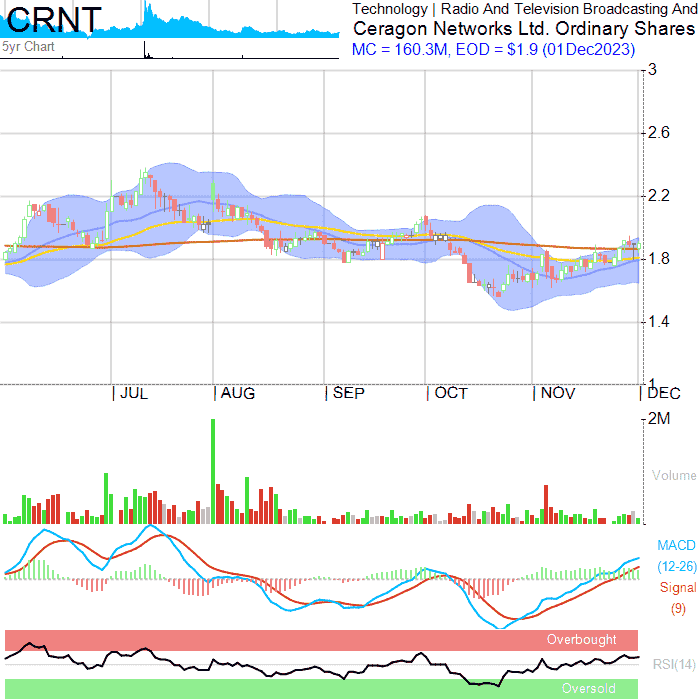 CRNT
5yr Chart
Technology | Radio And Television Broadcasting And
Ceragon Networks Ltd. Ordinary Shares
MC = 160.3M, EOD = $1.9 (01Dec2023)
3
2.6
2.2
1.8
1.4
1
JUL AUG SEP OCT NOV DEC
2M
Volume
MACD
(12-26)
Signal
(9)
Overbought
RSI(14)
Oversold